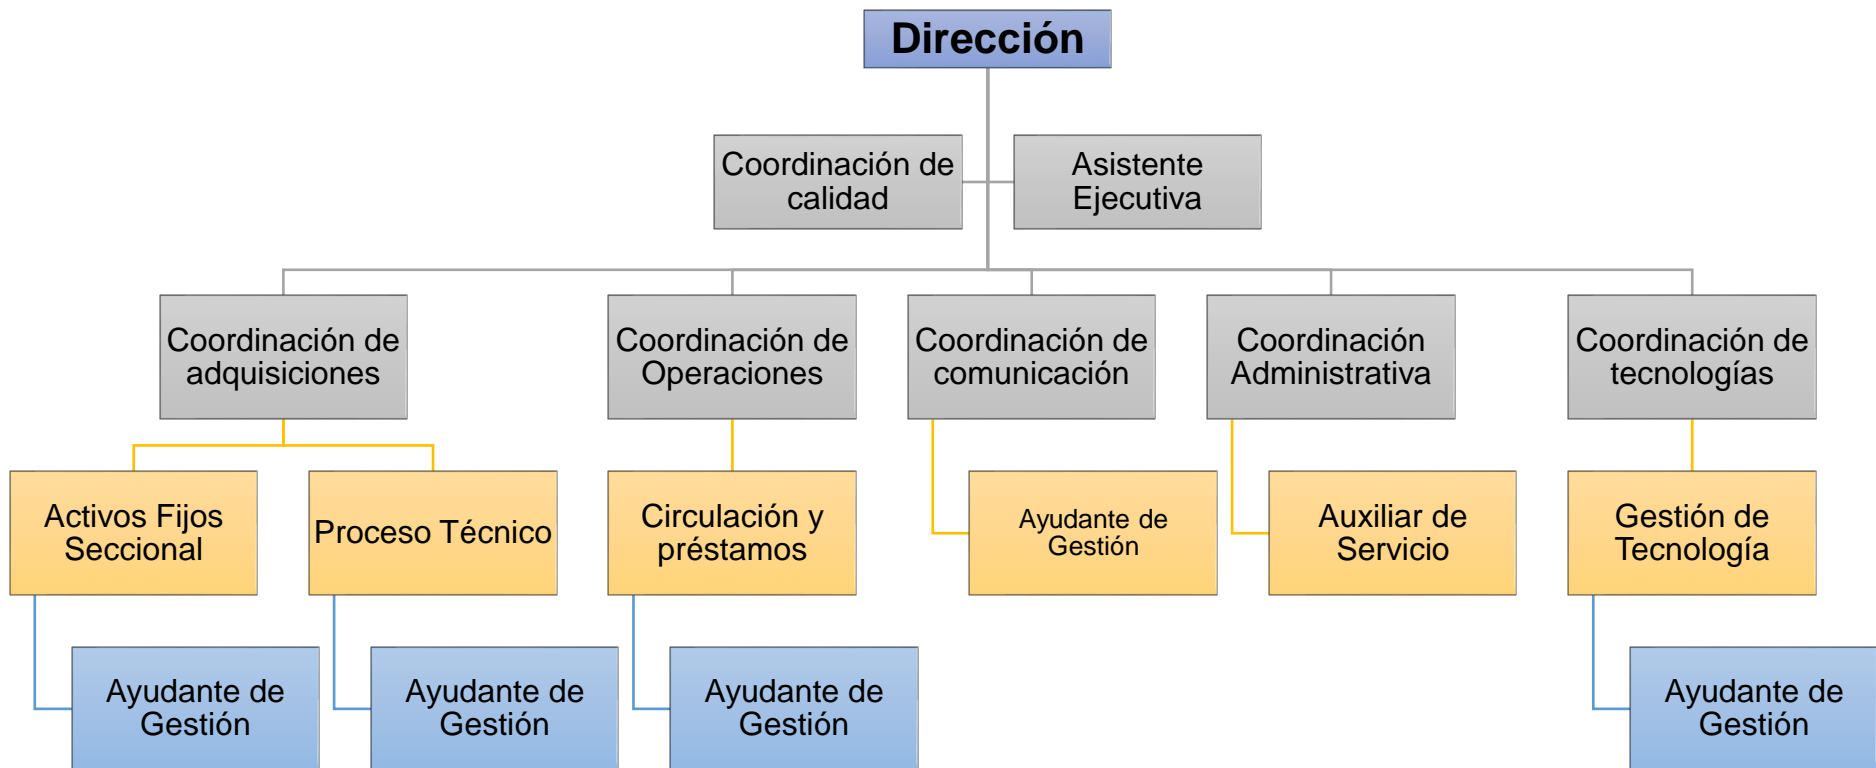 Dirección
Coordinación de
calidad
Asistente
Ejecutiva
Coordinación de
adquisiciones
Coordinación de
Operaciones
Coordinación de
comunicación
Coordinación
Administrativa
Coordinación de
tecnologías
Activos Fijos
Seccional
Proceso Técnico
Circulación y
préstamos
Ayudante de
Gestión
Auxiliar de
Servicio
Gestión de
Tecnología
Ayudante de
Gestión
Ayudante de
Gestión
Ayudante de
Gestión
Ayudante de
Gestión